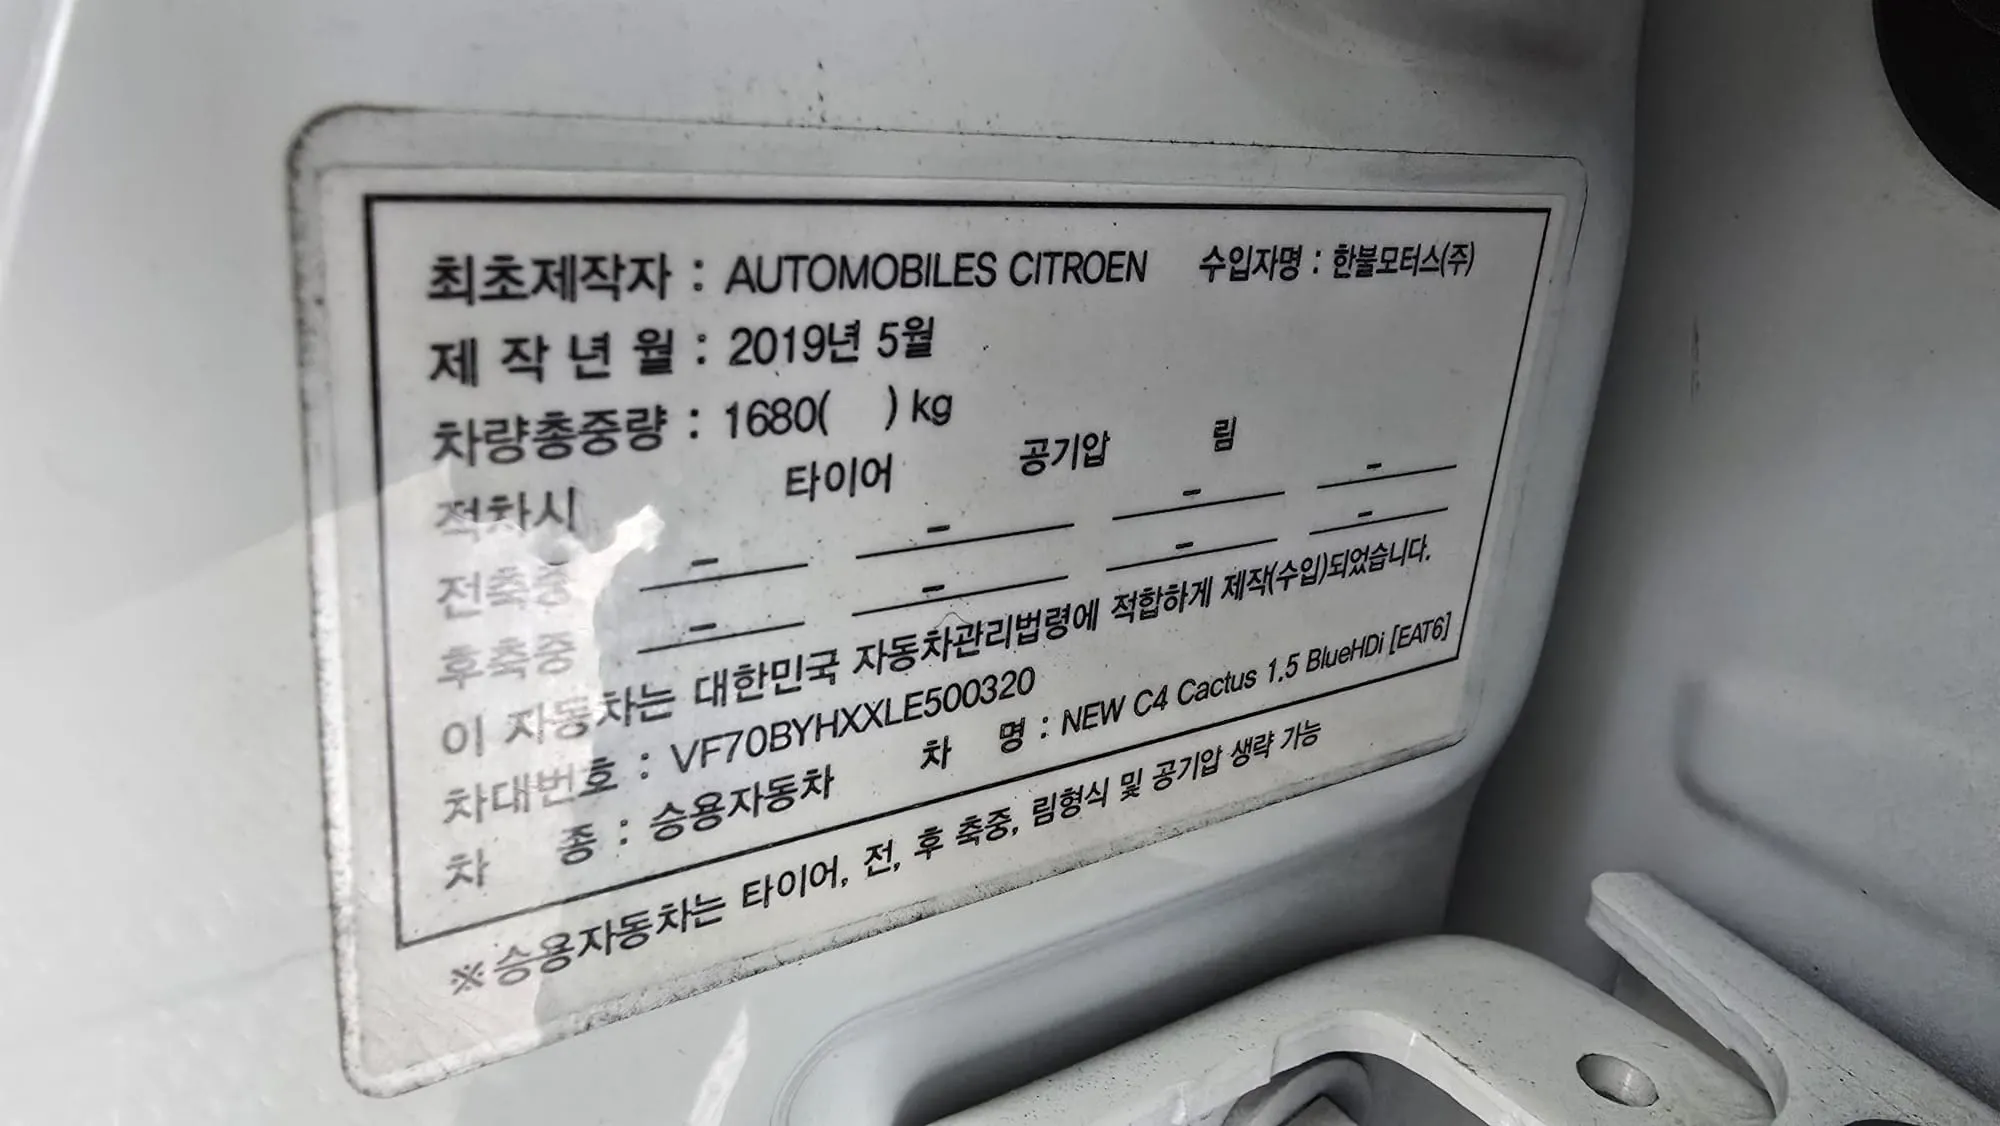 최초제작자 : AUTOMOBILES CITROEN 수입자명 : 한불모터스(주)
제 작 년 월 : 2019년 5월
차량총중량 : 1680( ) kg
적차시 타이어 공기압 림
전축중 - - - -
후축중 - - - -
이 자동차는 대한민국 자동차관리법령에 적합하게 제작(수입)되었습니다.
차대번호 : VF70BYHXXLE500320
차 종 : 승용자동차 차 명 : NEW C4 Cactus 1.5 BlueHDi [EAT6]
※승용자동차는 타이어, 전, 후 축중, 림형식 및 공기압 생략 가능